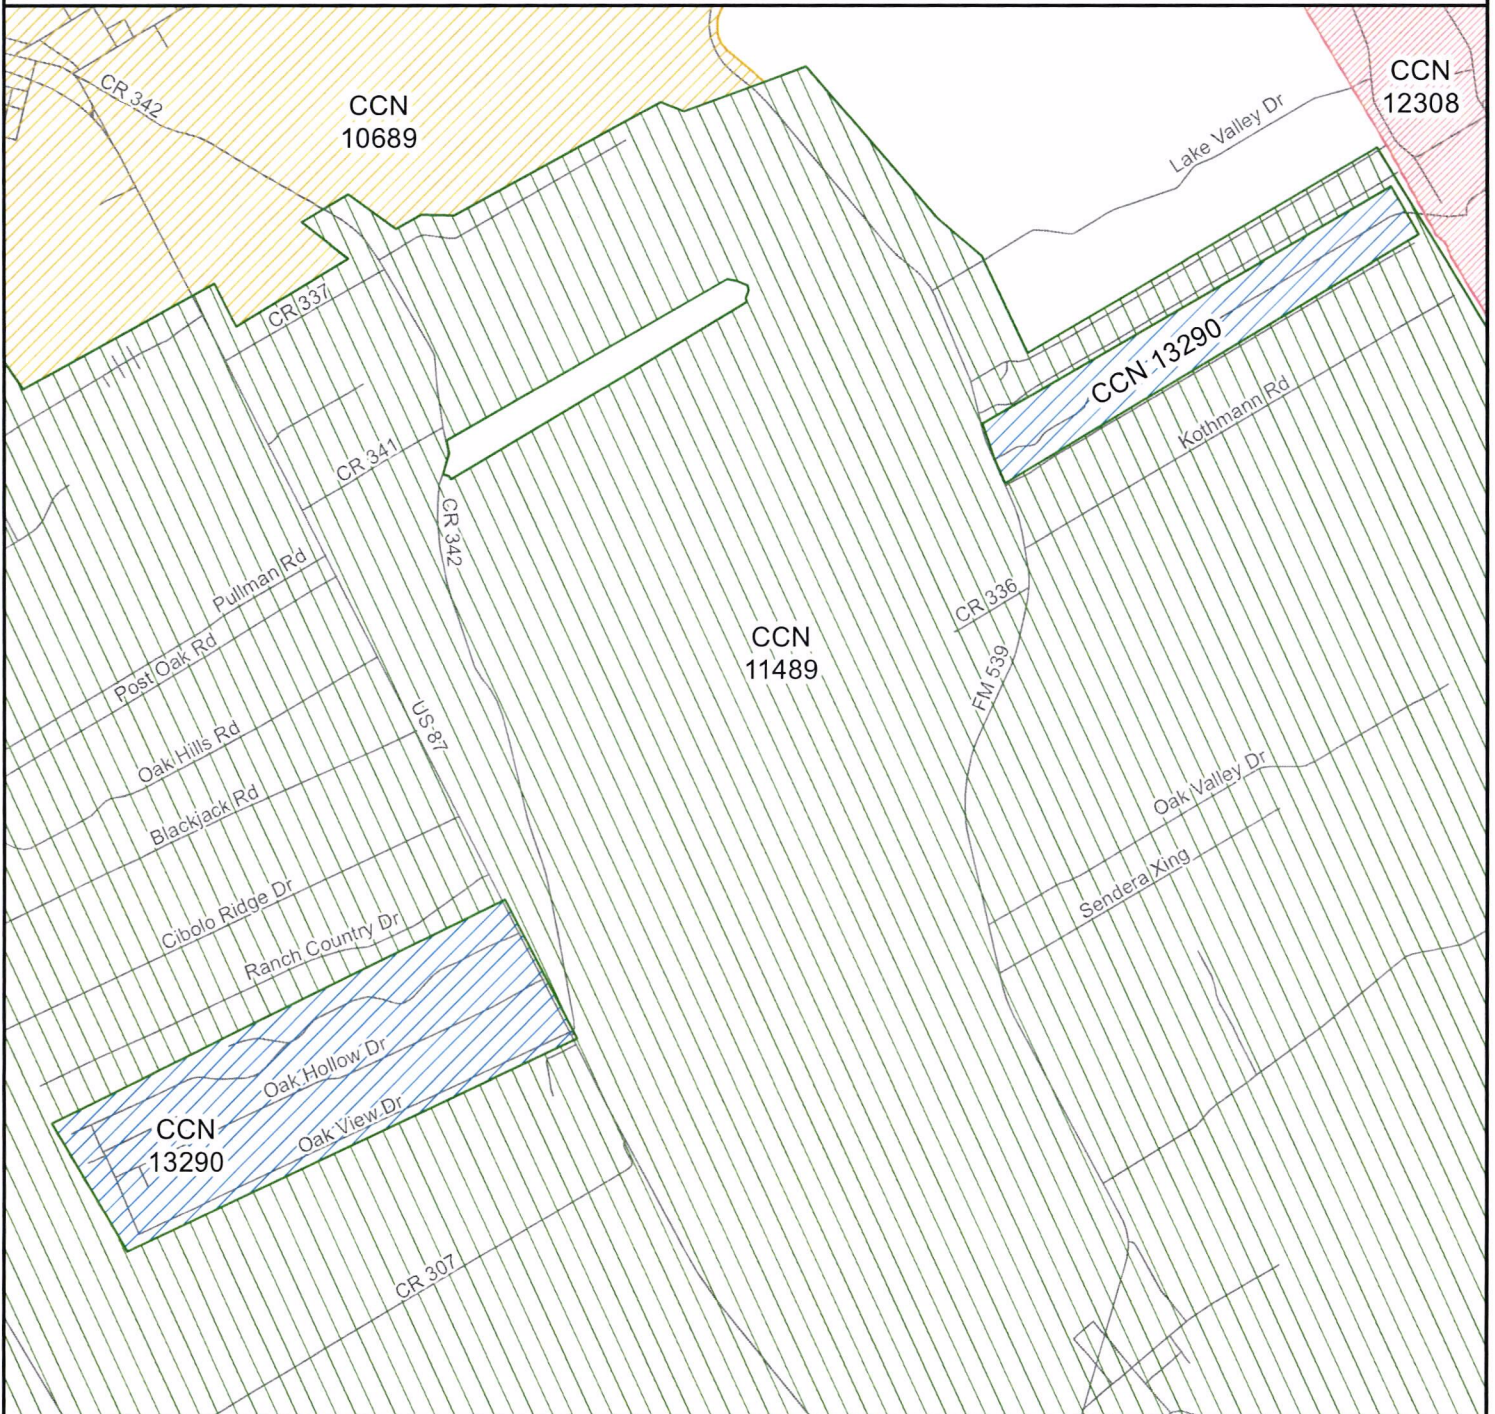 CCN
12308
CR 342
CCN
10689
Lake Valley Dr
CR 337
CCN 13290
Kothmann Rd
CR 341
CR 342
Pullman Rd
CR 336
Post Oak Rd
CCN
11489
FM 539
US 87
Oak Hills Rd
Oak Valley Dr
Blackjack Rd
Sendera Xing
Cibolo Ridge Dr
Ranch Country Dr
Oak Hollow Dr
Oak View Dr
CCN
13290
CR 307